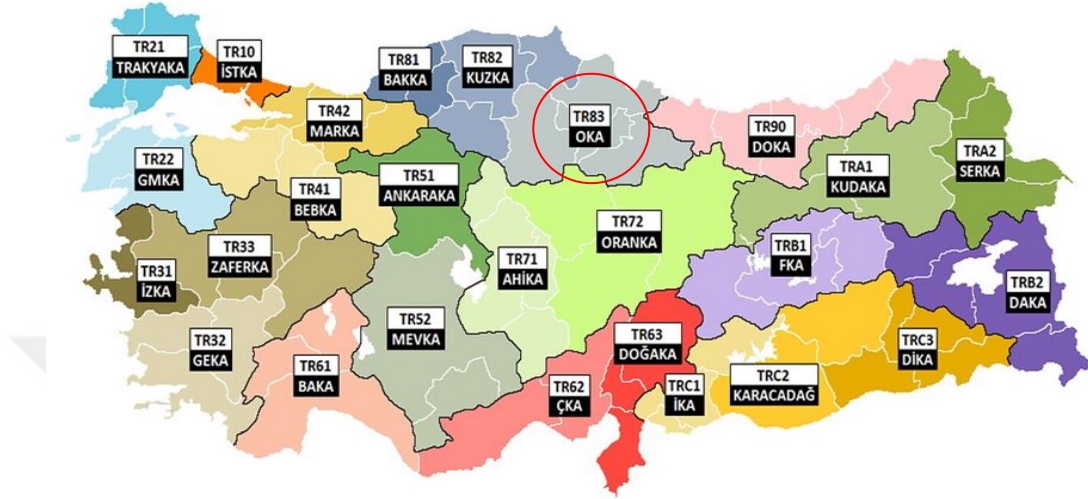 TR21
TRAKYAKA
TR10
İSTKA
TR81
BAKKA
TR82
KUZKA
TR42
MARKA
TR83
OKA
TR90
DOKA
TR22
GMKA
TR51
ANKARAKA
TRA1
KUDAKA
TRA2
SERKA
TR41
BEBKA
TR72
ORANKA
TR33
ZAFERKA
TR71
AHİKA
TRB1
FKA
TR31
İZKA
TRB2
DAKA
TR52
MEVKA
TR63
DOĞAKA
TR32
GEKA
TRC3
DİKA
TR61
BAKA
TR62
ÇKA
TRC1
İKA
TRC2
KARACADAĞ